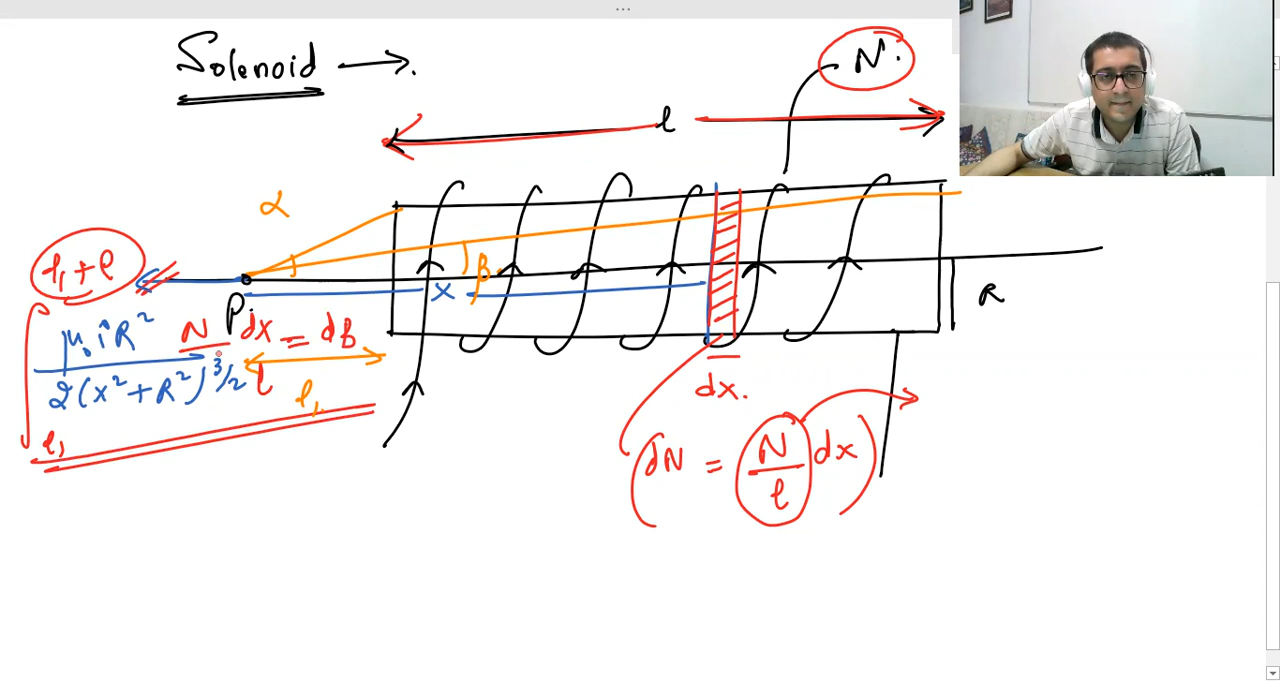 Solenoid →.
N.
l
α
l₁ + l
β
x
P
i
R
μ₀ i R² N dx = dB
2(x² + R²)^3/2 l
l₁
l₁
dx.
(dN = N/l dx)